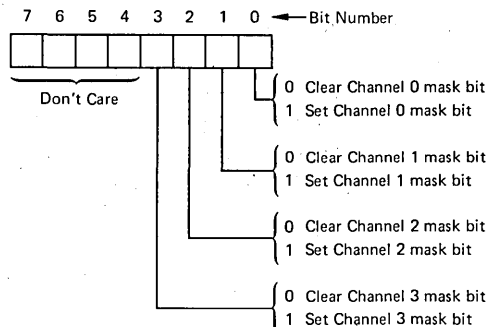 7 6 5 4 3 2 1 0 Bit Number
Don't Care
0 Clear Channel 0 mask bit
1 Set Channel 0 mask bit
0 Clear Channel 1 mask bit
1 Set Channel 1 mask bit
0 Clear Channel 2 mask bit
1 Set Channel 2 mask bit
0 Clear Channel 3 mask bit
1 Set Channel 3 mask bit